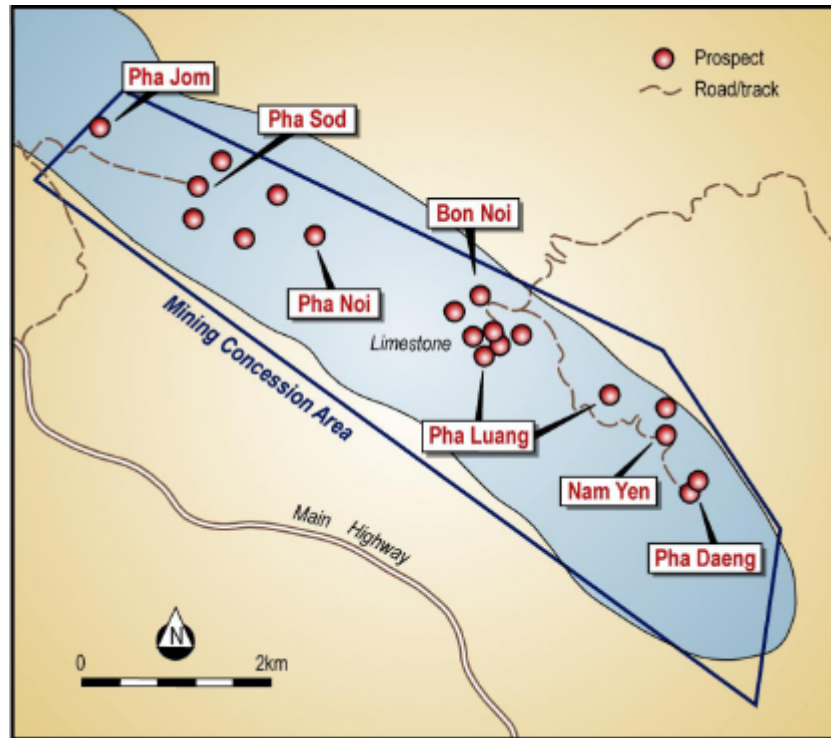 Prospect
Road/track
Pha Jom
Pha Sod
Bon Noi
Pha Noi
Limestone
Mining Concession Area
Pha Luang
Nam Yen
Pha Daeng
Main Highway
N
0 2km